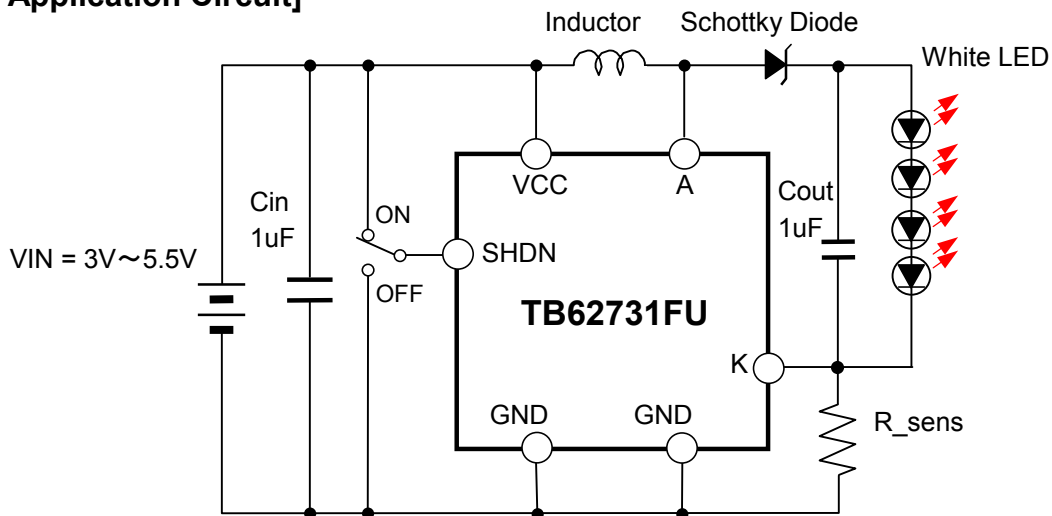 Application Circuit]
Inductor
Schottky Diode
White LED
VCC
A
Cin
1uF
ON
Cout
1uF
VIN = 3V～5.5V
SHDN
OFF
TB62731FU
K
GND
GND
R_sens